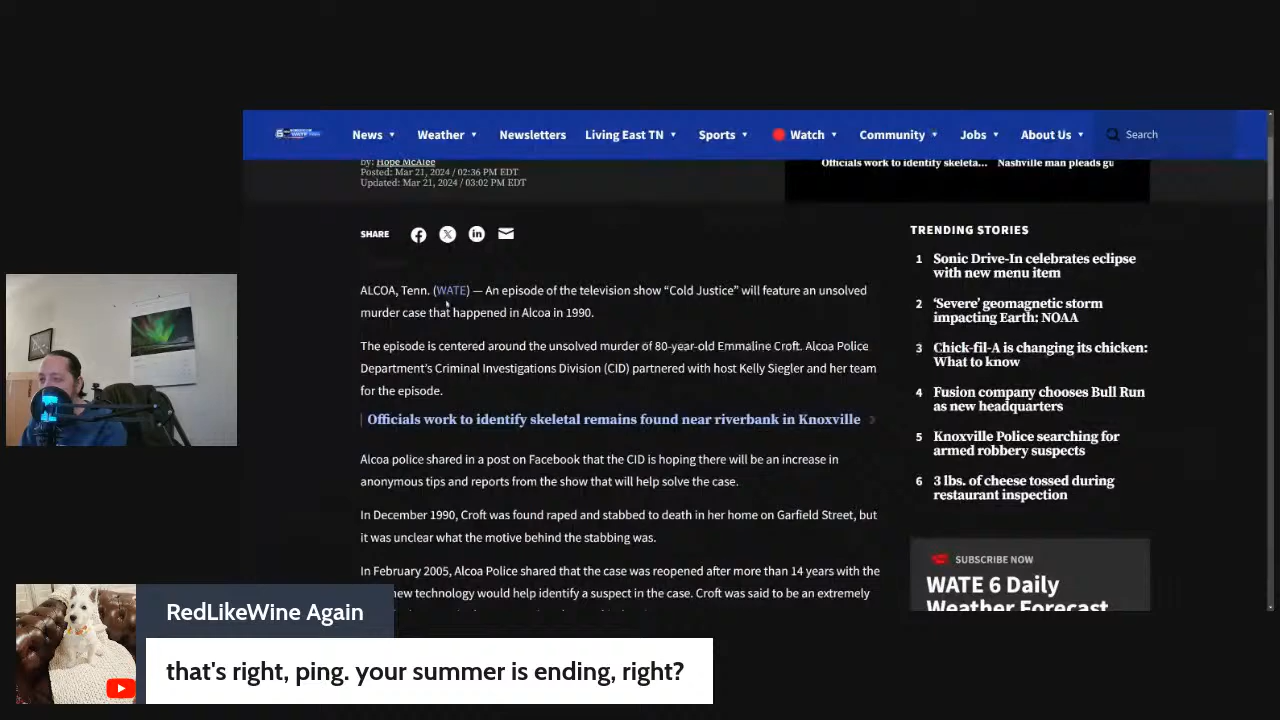 News
Weather
Newsletters
Living East TN
Sports
Watch
Community
Jobs
About Us
Search
by: Hope McAlee
Posted: Mar 21, 2024 / 02:36 PM EDT
Updated: Mar 21, 2024 / 03:02 PM EDT
Officials work to identify skeleta...
Nashville man pleads gu
SHARE
ALCOA, Tenn. (WATE) — An episode of the television show “Cold Justice” will feature an unsolved
murder case that happened in Alcoa in 1990.
The episode is centered around the unsolved murder of 80-year-old Emmaline Croft. Alcoa Police
Department’s Criminal Investigations Division (CID) partnered with host Kelly Siegler and her team
for the episode.
Officials work to identify skeletal remains found near riverbank in Knoxville
Alcoa police shared in a post on Facebook that the CID is hoping there will be an increase in
anonymous tips and reports from the show that will help solve the case.
In December 1990, Croft was found raped and stabbed to death in her home on Garfield Street, but
it was unclear what the motive behind the stabbing was.
In February 2005, Alcoa Police shared that the case was reopened after more than 14 years with the
new technology would help identify a suspect in the case. Croft was said to be an extremely
TRENDING STORIES
1 Sonic Drive-In celebrates eclipse
with new menu item
2 ‘Severe’ geomagnetic storm
impacting Earth: NOAA
3 Chick-fil-A is changing its chicken:
What to know
4 Fusion company chooses Bull Run
as new headquarters
5 Knoxville Police searching for
armed robbery suspects
6 3 lbs. of cheese tossed during
restaurant inspection
SUBSCRIBE NOW
WATE 6 Daily
Weather Forecast
RedLikeWine Again
that's right, ping. your summer is ending, right?